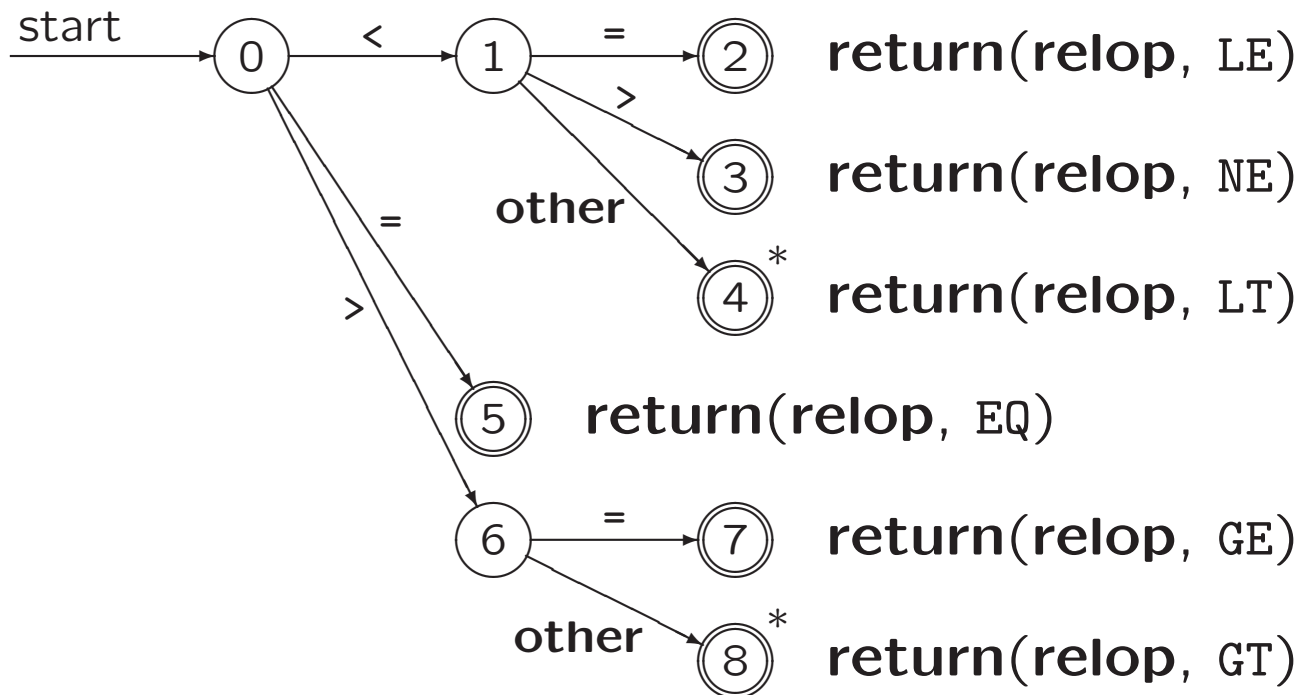 start
0 < 1 = 2 return(relop, LE)
> 3 return(relop, NE)
other 4* return(relop, LT)
= 5 return(relop, EQ)
> 6 = 7 return(relop, GE)
other 8* return(relop, GT)